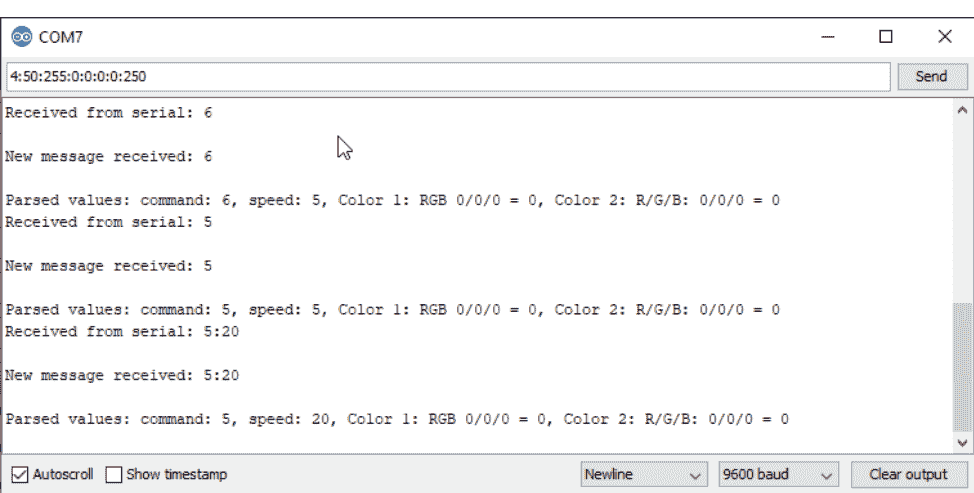 COM7
4:50:255:0:0:0:0:250
Send
Received from serial: 6
New message received: 6
Parsed values: command: 6, speed: 5, Color 1: RGB 0/0/0 = 0, Color 2: R/G/B: 0/0/0 = 0
Received from serial: 5
New message received: 5
Parsed values: command: 5, speed: 5, Color 1: RGB 0/0/0 = 0, Color 2: R/G/B: 0/0/0 = 0
Received from serial: 5:20
New message received: 5:20
Parsed values: command: 5, speed: 20, Color 1: RGB 0/0/0 = 0, Color 2: R/G/B: 0/0/0 = 0
Autoscroll Show timestamp Newline 9600 baud Clear output